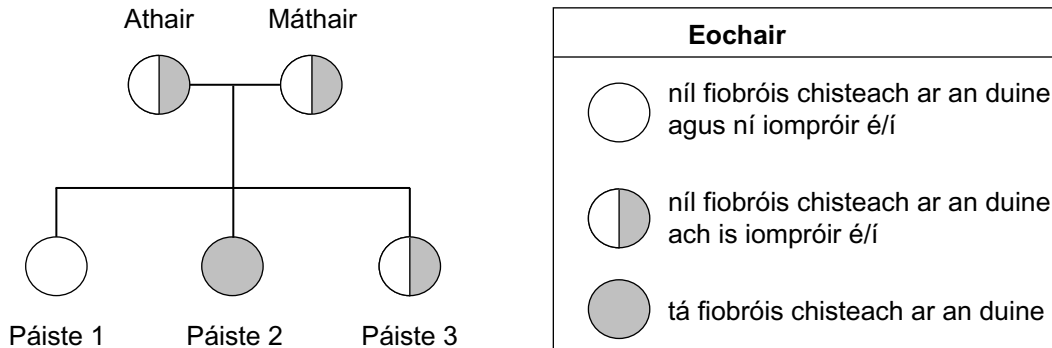 Athair Máthair
Páiste 1 Páiste 2 Páiste 3
Eochair
níl fiobróis chisteach ar an duine
agus ní iompróir é/í
níl fiobróis chisteach ar an duine
ach is iompróir é/í
tá fiobróis chisteach ar an duine